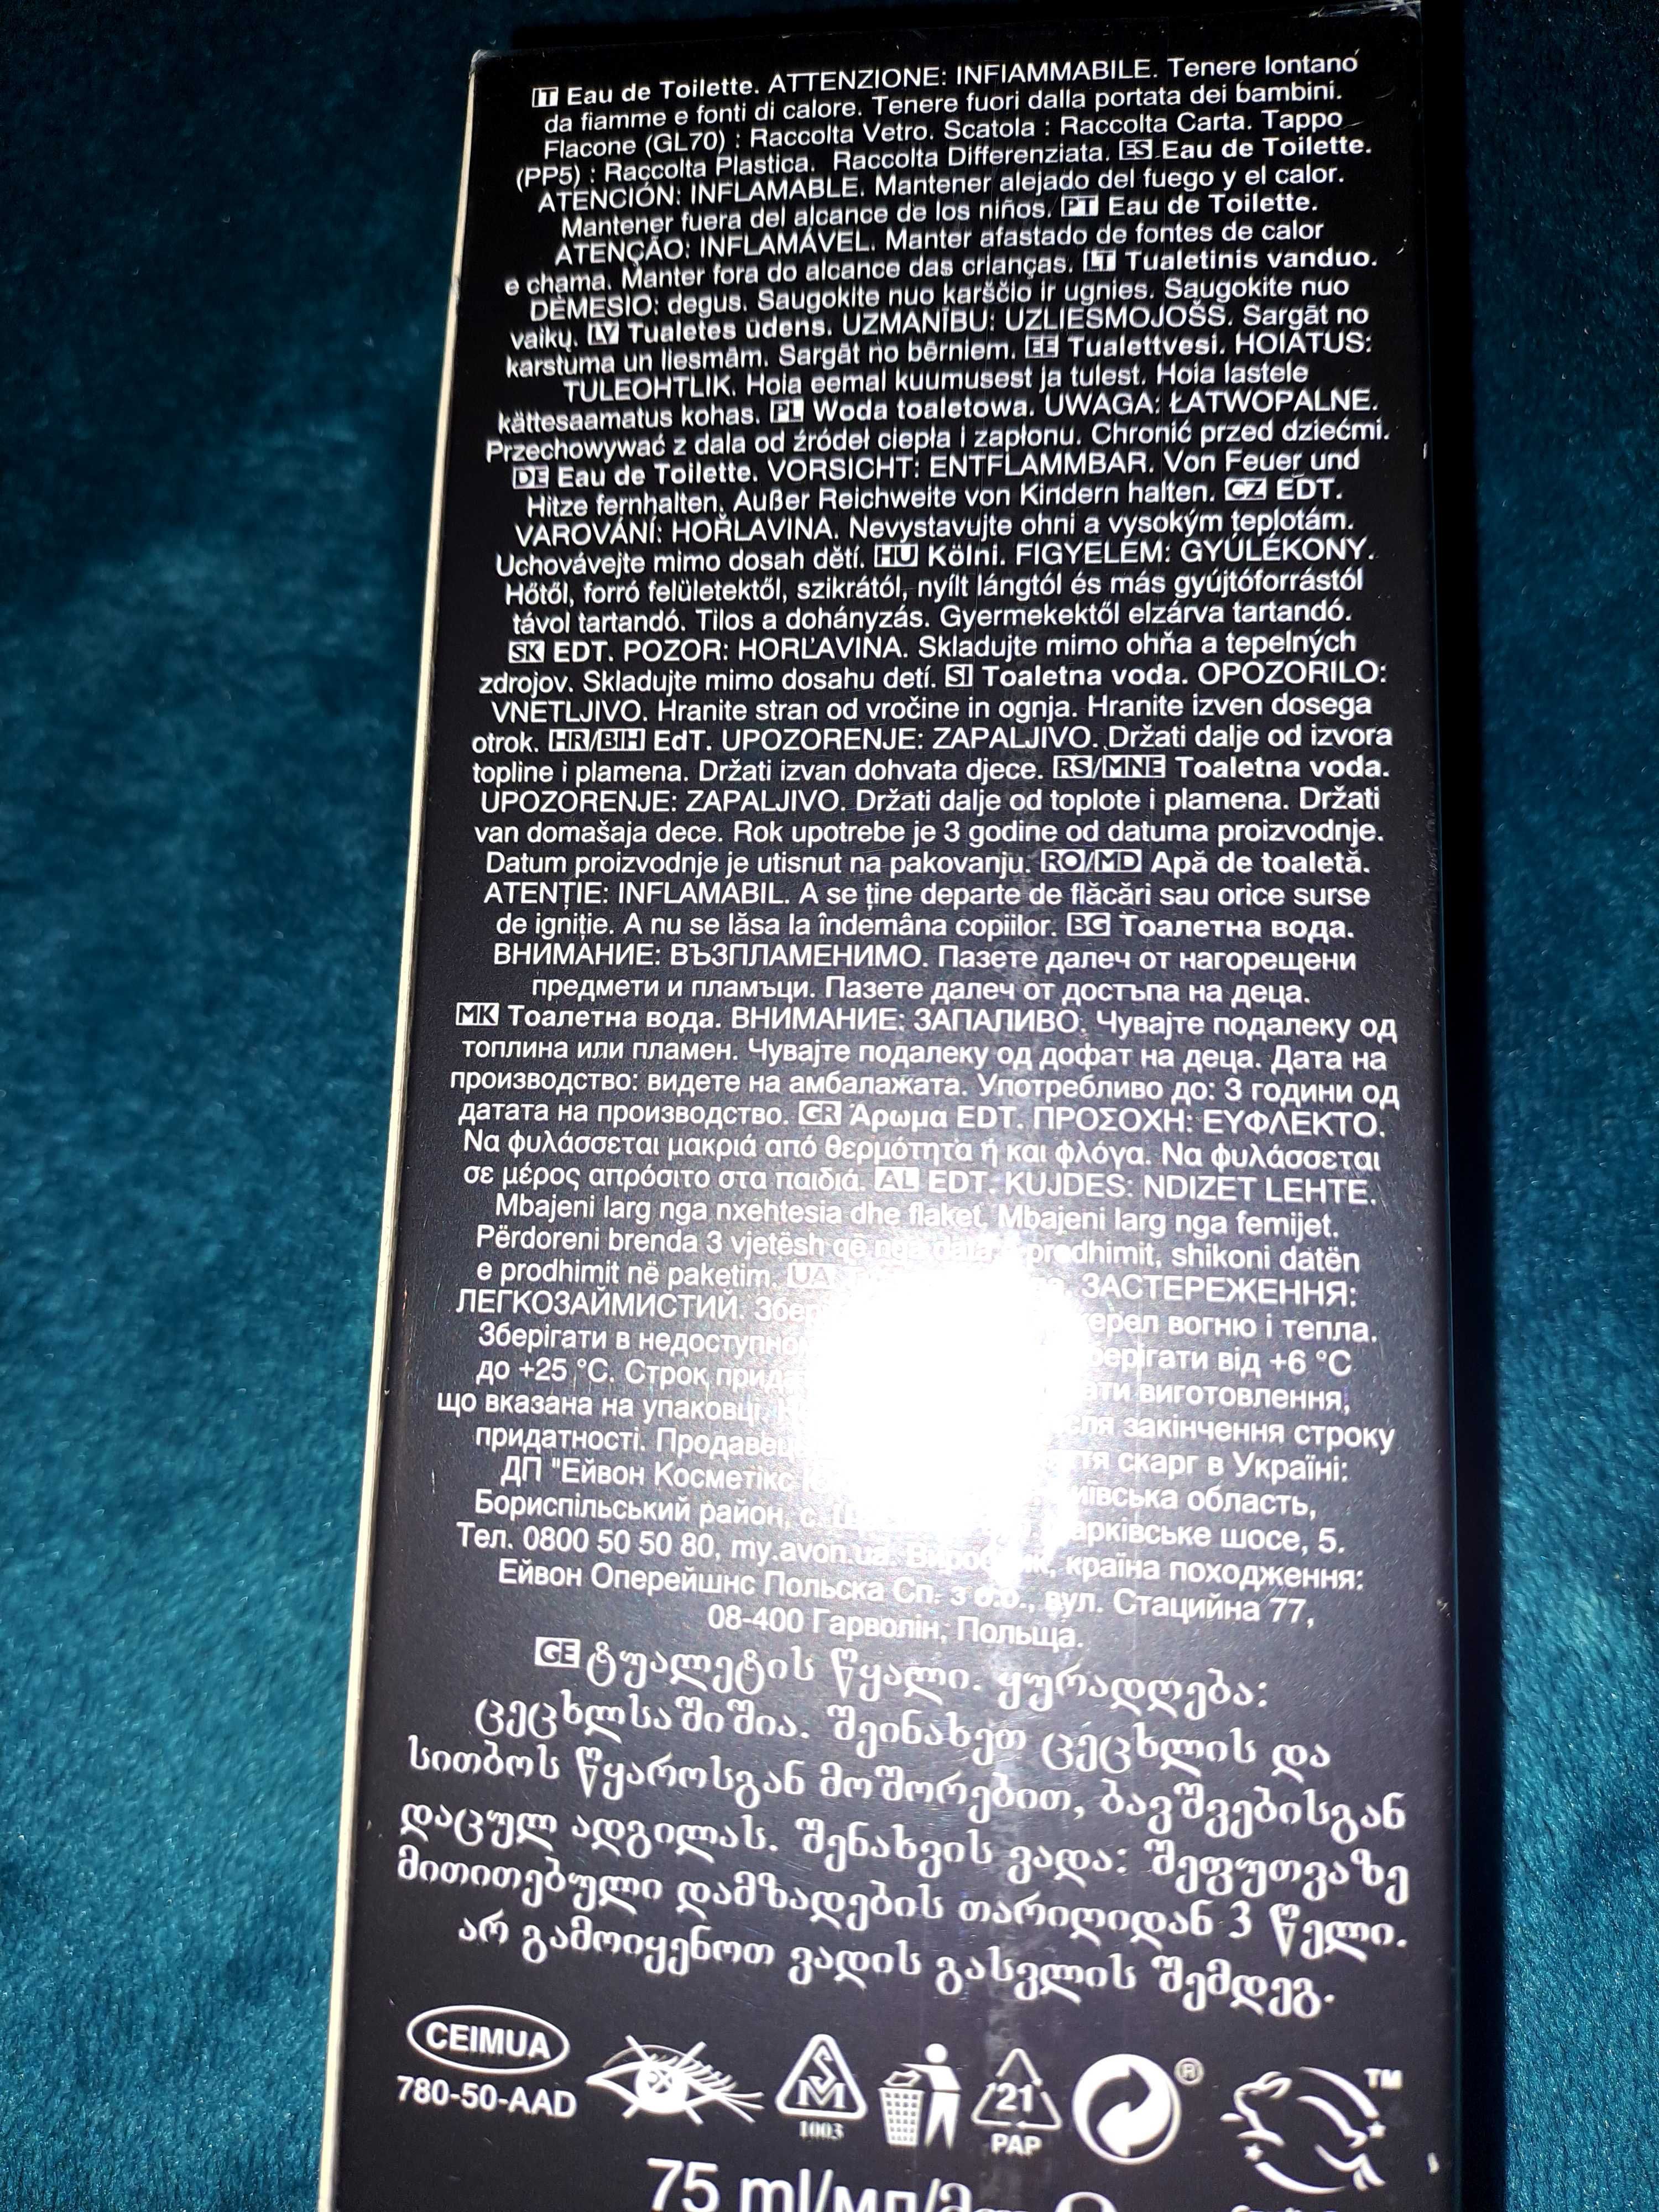 IT Eau de Toilette. ATTENZIONE: INFIAMMABILE. Tenere lontano
da fiamme e fonti di calore. Tenere fuori dalla portata dei bambini.
Flacone (GL70) : Raccolta Vetro. Scatola : Raccolta Carta. Tappo
(PP5) : Raccolta Plastica. Raccolta Differenziata. ES Eau de Toilette.
ATENCIÓN: INFLAMABLE. Mantener alejado del fuego y el calor.
Mantener fuera del alcance de los niños. PT Eau de Toilette.
ATENÇÃO: INFLAMÁVEL. Manter afastado de fontes de calor
e chama. Manter fora do alcance das crianças. LT Tualetinis vanduo.
DĖMESIO: degus. Saugokite nuo karščio ir ugnies. Saugokite nuo
vaikų. LV Tualetes ūdens. UZMANĪBU: UZLIESMOJOŠS. Sargāt no
karstuma un liesmām. Sargāt no bērniem. EE Tualettvesi. HOIATUS:
TULEOHTLIK. Hoia eemal kuumusest ja tulest. Hoia lastele
kättesaamatus kohas. PL Woda toaletowa. UWAGA: ŁATWOPALNE.
Przechowywać z dala od źródeł ciepła i zapłonu. Chronić przed dziećmi.
DE Eau de Toilette. VORSICHT: ENTFLAMMBAR. Von Feuer und
Hitze fernhalten. Außer Reichweite von Kindern halten. CZ EDT.
VAROVÁNÍ: HOŘLAVINA. Nevystavujte ohni a vysokým teplotám.
Uchovávejte mimo dosah dětí. HU Kölni. FIGYELEM: GYÚLÉKONY.
Hőtől, forró felületektől, szikrától, nyílt lángtól és más gyújtóforrástól
távol tartandó. Tilos a dohányzás. Gyermekektől elzárva tartandó.
SK EDT. POZOR: HORĽAVINA. Skladujte mimo ohňa a tepelných
zdrojov. Skladujte mimo dosahu detí. SI Toaletna voda. OPOZORILO:
VNETLJIVO. Hranite stran od vročine in ognja. Hranite izven dosega
otrok. HR/BIH EdT. UPOZORENJE: ZAPALJIVO. Držati dalje od izvora
topline i plamena. Držati izvan dohvata djece. RS/MNE Toaletna voda.
UPOZORENJE: ZAPALJIVO. Držati dalje od toplote i plamena. Držati
van domašaja dece. Rok upotrebe je 3 godine od datuma proizvodnje.
Datum proizvodnje je utisnut na pakovanju. RO/MD Apă de toaletă.
ATENȚIE: INFLAMABIL. A se ține departe de flăcări sau orice surse
de igniție. A nu se lăsa la îndemâna copiilor. BG Тоалетна вода.
ВНИМАНИЕ: ВЪЗПЛАМЕНИМО. Пазете далеч от нагорещени
предмети и пламъци. Пазете далеч от достъпа на деца.
MK Тоалетна вода. ВНИМАНИЕ: ЗАПАЛИВО. Чувајте подалеку од
топлина или пламен. Чувајте подалеку од дофат на деца. Дата на
производство: видете на амбалажата. Употребливо до: 3 години од
датата на производство. GR Άρωμα EDT. ΠΡΟΣΟΧΗ: ΕΥΦΛΕΚΤΟ.
Να φυλάσσεται μακριά από θερμότητα ή και φλόγα. Να φυλάσσεται
σε μέρος απρόσιτο στα παιδιά. AL EDT. KUJDES: NDIZET LEHTE.
Mbajeni larg nga nxehtesia dhe flaket. Mbajeni larg nga femijet.
Përdoreni brenda 3 vjetësh që nga data e prodhimit, shikoni datën
e prodhimit në paketim. UA ЗАСТЕРЕЖЕННЯ:
ЛЕГКОЗАЙМИСТИЙ. вогню і тепла.
Зберігати в від +6 °C
до +25 °C. Строк виготовлення,
що вказана на упаковці. закінчення строку
придатності. скарг в Україні:
ДП "Ейвон Косметікс область,
Бориспільський район, шосе, 5.
Тел. 0800 50 50 80, my.avon.ua. Виробник, країна походження:
Ейвон Оперейшнс Польска Сп. з о.о., вул. Стаційна 77,
08-400 Гарволін, Польща.
GE ტუალეტის წყალი. ყურადღება:
ცეცხლსაშიშია. შეინახეთ ცეცხლის და
სითბოს წყაროსგან მოშორებით, ბავშვებისგან
დაცულ ადგილას. შენახვის ვადა: შეფუთვაზე
მითითებული დამზადების თარიღიდან 3 წელი.
არ გამოიყენოთ ვადის გასვლის შემდეგ.
CEIMUA
780-50-AAD
SM
1003
21
PAP
®
TM
75 ml/мл/